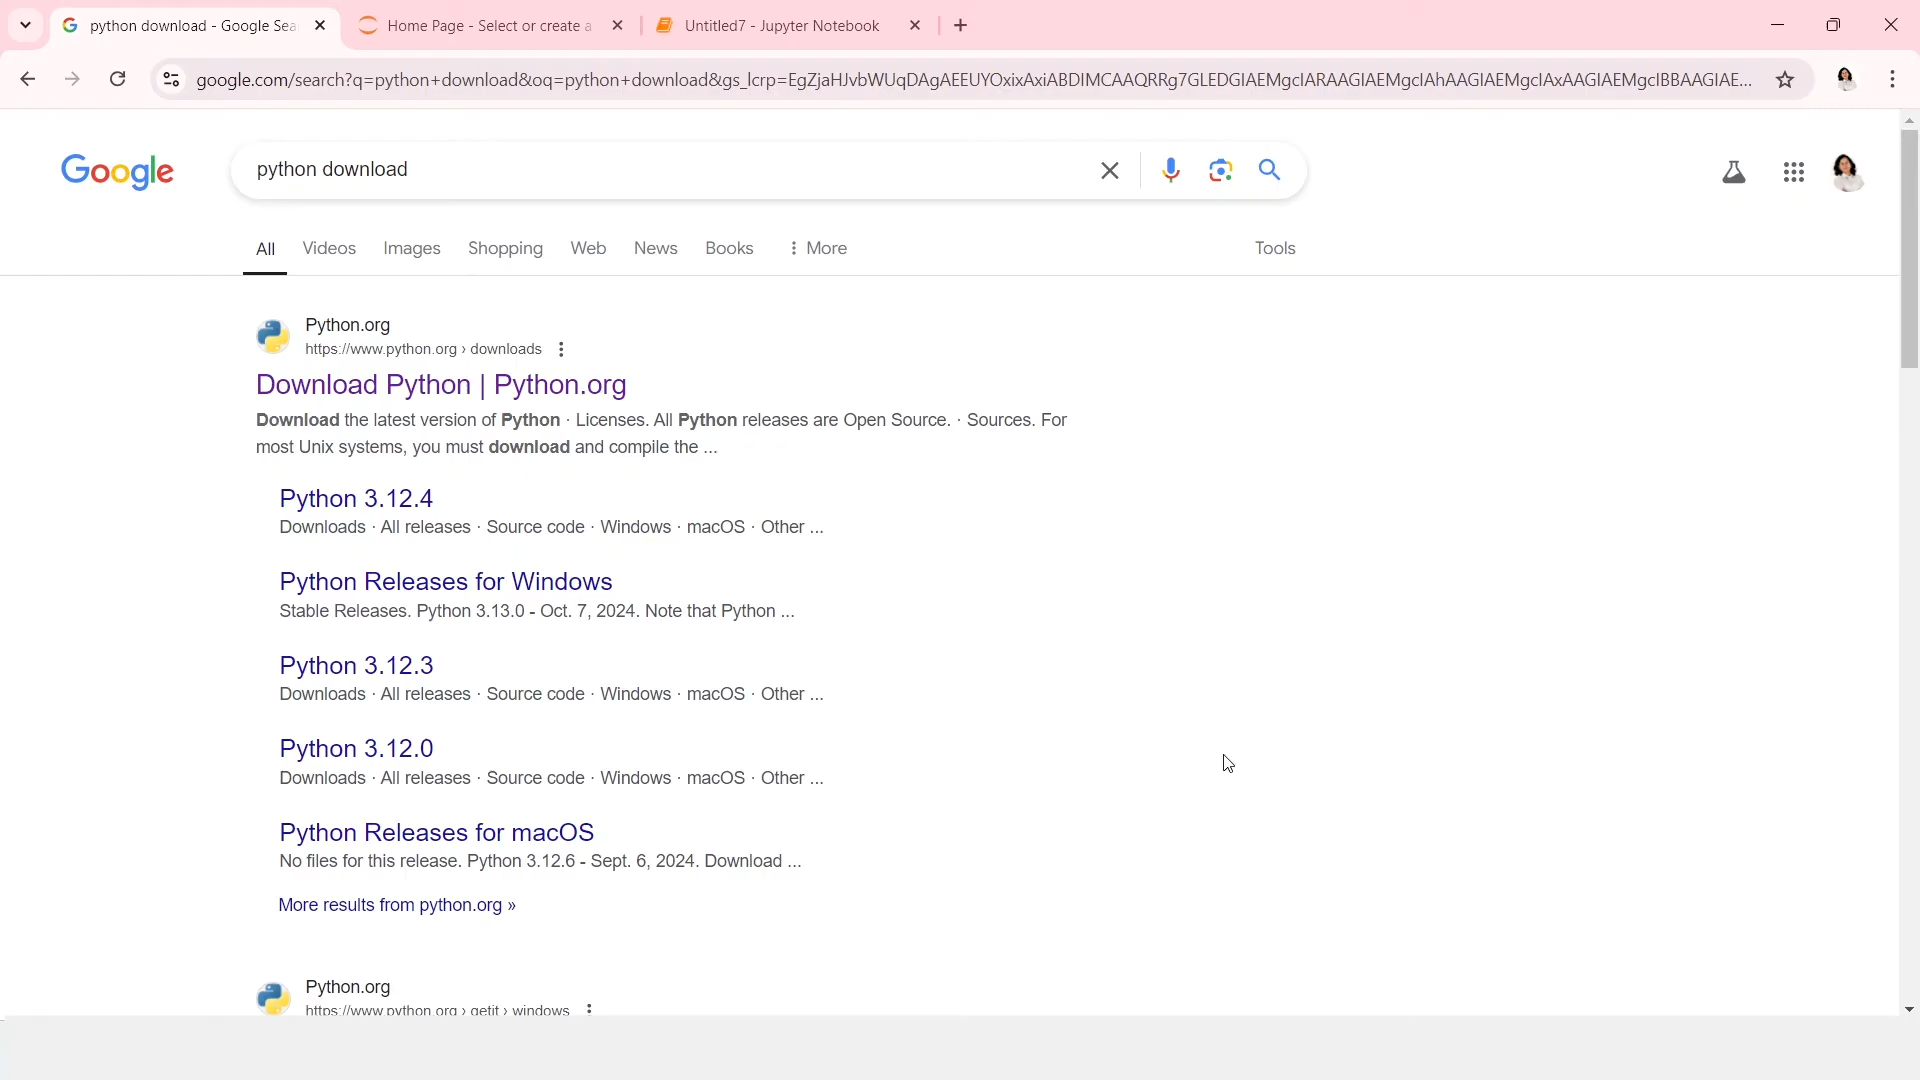 python download - Google Sea
Home Page - Select or create a
Untitled7 - Jupyter Notebook
google.com/search?q=python+download&oq=python+download&gs_lcrp=EgZjaHJvbWUqDAgAEEUYOxixAxiABDIMCAAQRRg7GLEDGIAEMgcIARAAGIAEMgcIAhAAGIAEMgcIAxAAGIAEMgcIBBAAGIAE...
Google
python download
All Videos Images Shopping Web News Books More Tools
Python.org
https://www.python.org › downloads
Download Python | Python.org
Download the latest version of Python · Licenses. All Python releases are Open Source. · Sources. For
most Unix systems, you must download and compile the ...
Python 3.12.4
Downloads · All releases · Source code · Windows · macOS · Other ...
Python Releases for Windows
Stable Releases. Python 3.13.0 - Oct. 7, 2024. Note that Python ...
Python 3.12.3
Downloads · All releases · Source code · Windows · macOS · Other ...
Python 3.12.0
Downloads · All releases · Source code · Windows · macOS · Other ...
Python Releases for macOS
No files for this release. Python 3.12.6 - Sept. 6, 2024. Download ...
More results from python.org »
Python.org
https://www.python.org › getit › windows